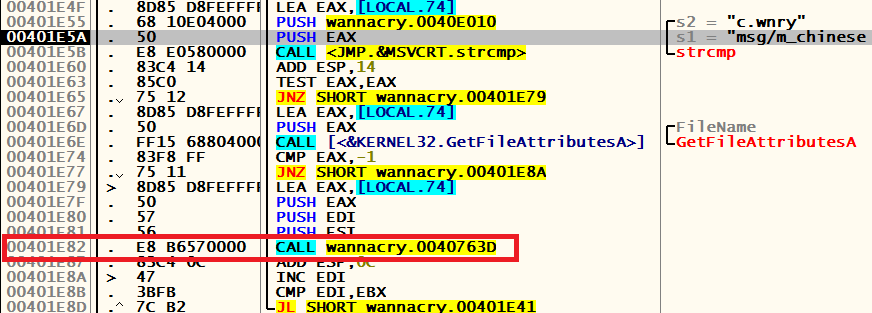 00401E4F . 8D85 D8FEFFFF LEA EAX,[LOCAL.74]
00401E55 . 68 10E04000 PUSH wannacry.0040E010 s2 = "c.wnry"
00401E5A . 50 PUSH EAX s1 = "msg/m_chinese
00401E5B . E8 E0580000 CALL <JMP.&MSVCRT.strcmp> strcmp
00401E60 . 83C4 14 ADD ESP,14
00401E63 . 85C0 TEST EAX,EAX
00401E65 . 75 12 JNZ SHORT wannacry.00401E79
00401E67 . 8D85 D8FEFFFF LEA EAX,[LOCAL.74]
00401E6D . 50 PUSH EAX FileName
00401E6E . FF15 68804000 CALL [<&KERNEL32.GetFileAttributesA>] GetFileAttributesA
00401E74 . 83F8 FF CMP EAX,-1
00401E77 . 75 11 JNZ SHORT wannacry.00401E8A
00401E79 > 8D85 D8FEFFFF LEA EAX,[LOCAL.74]
00401E7F . 50 PUSH EAX
00401E80 . 57 PUSH EDI
00401E81 . 56 PUSH ESI
00401E82 . E8 B6570000 CALL wannacry.0040763D
00401E87 . 83C4 0C ADD ESP,0C
00401E8A > 47 INC EDI
00401E8B . 3BFB CMP EDI,EBX
00401E8D .^ 7C B2 JL SHORT wannacry.00401E41